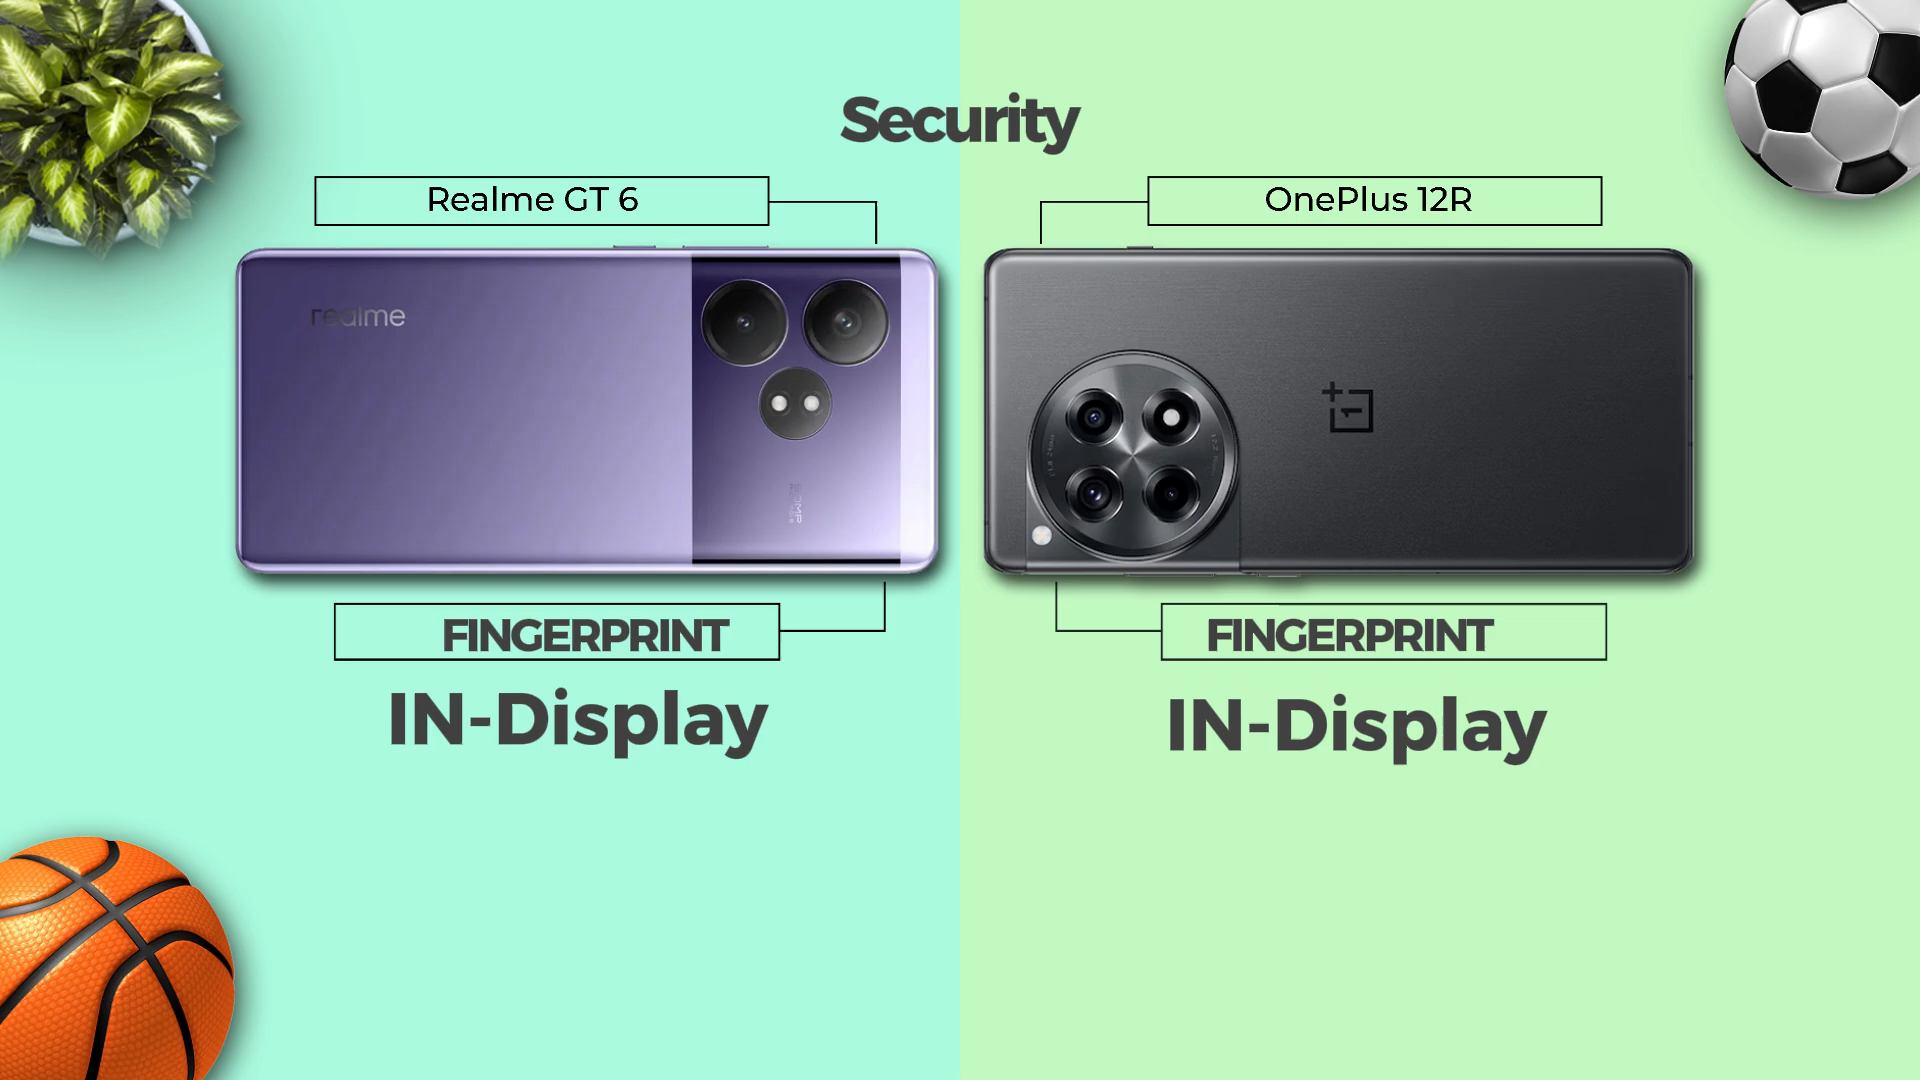 Security
Realme GT 6
OnePlus 12R
realme
FINGERPRINT
FINGERPRINT
IN-Display
IN-Display